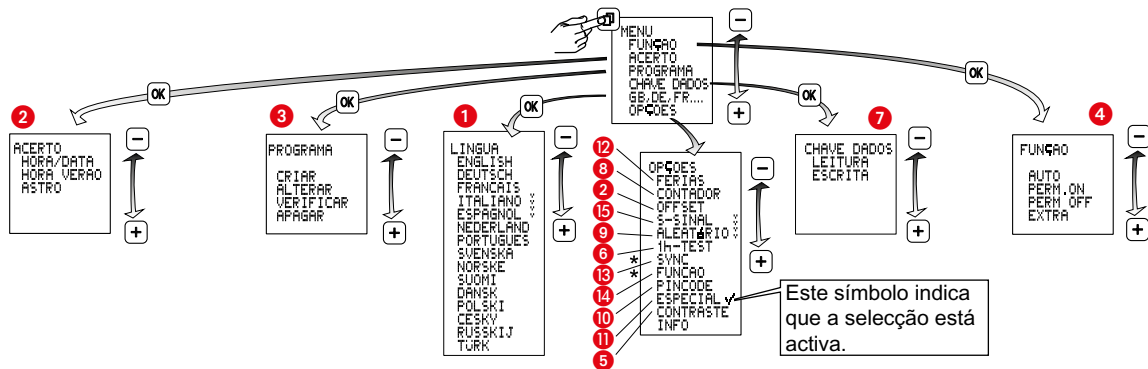 MENU
FUNÇAO
ACERTO
PROGRAMA
CHAVE DADOS
GB,DE,FR....
OPÇOES
−
+
OK
OK
OK
OK
OK
2
ACERTO
HORA/DATA
HORA VERAO
ASTRO
−
+
3
PROGRAMA
CRIAR
ALTERAR
VERIFICAR
APAGAR
−
+
1
LINGUA
ENGLISH
DEUTSCH
FRANCAIS
ITALIANO
ESPAGNOL
NEDERLAND
PORTUGUES
SVENSKA
NORSKE
SUOMI
DANSK
POLSKI
CESKY
RUSSKIJ
TURK
−
+
OPÇOES
12 FERIAS
8 CONTADOR
2 OFFSET
15 S-SINAL
9 ALEATÓRIO
6 1h-TEST
* 13 SYNC
* 14 FUNCAO
10 PINCODE
11 ESPECIAL ✓
5 CONTRASTE
INFO
−
+
Este símbolo indica
que a selecção está
activa.
7
CHAVE DADOS
LEITURA
ESCRITA
4
FUNÇAO
AUTO
PERM.ON
PERM OFF
EXTRA
−
+